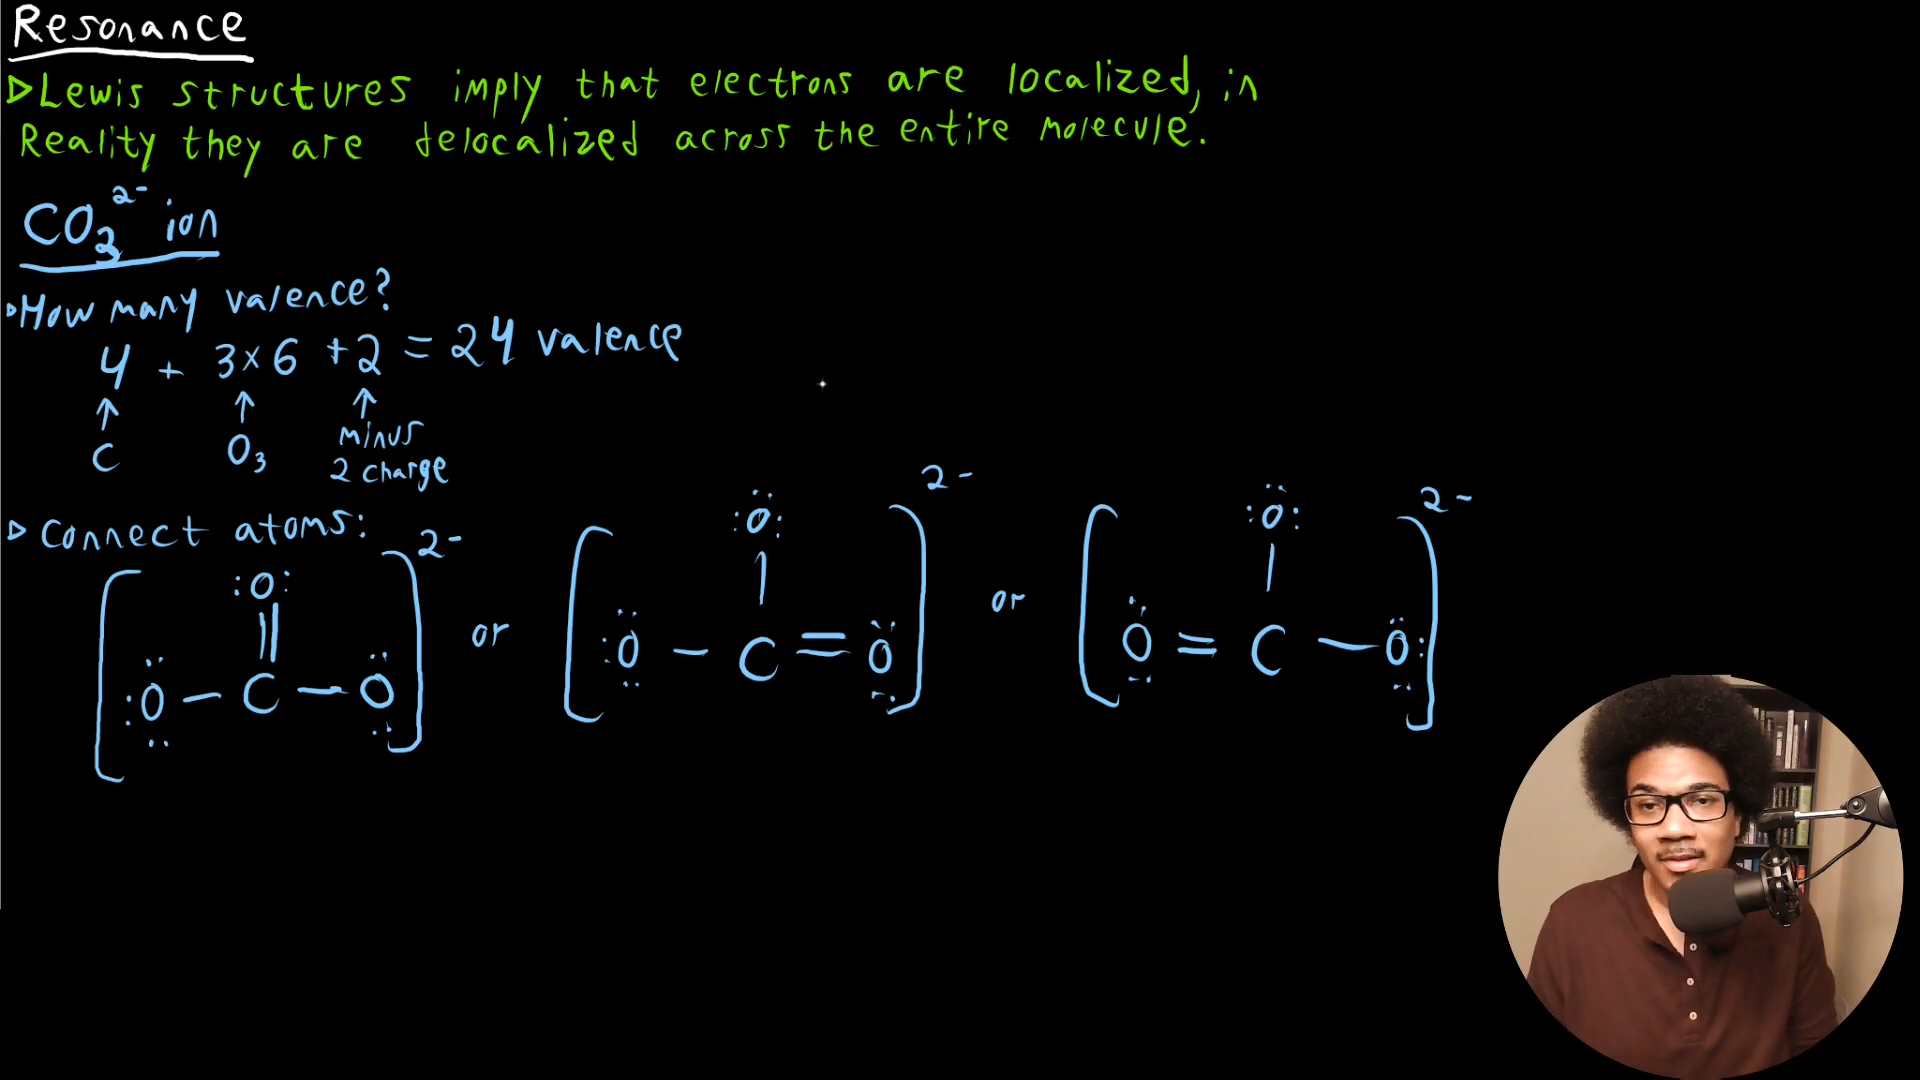 Resonance
▷Lewis structures imply that electrons are localized, in
Reality they are delocalized across the entire molecule.
CO₃²⁻ ion
▷How many valence?
4 + 3×6 +2 = 24 valence
↑ ↑ ↑
C O₃ minus
2 charge
▷ Connect atoms:
[:Ö–C–O]²⁻ or [:O–C=O]²⁻ or [O=C–O:]²⁻
:O: :O: :O: